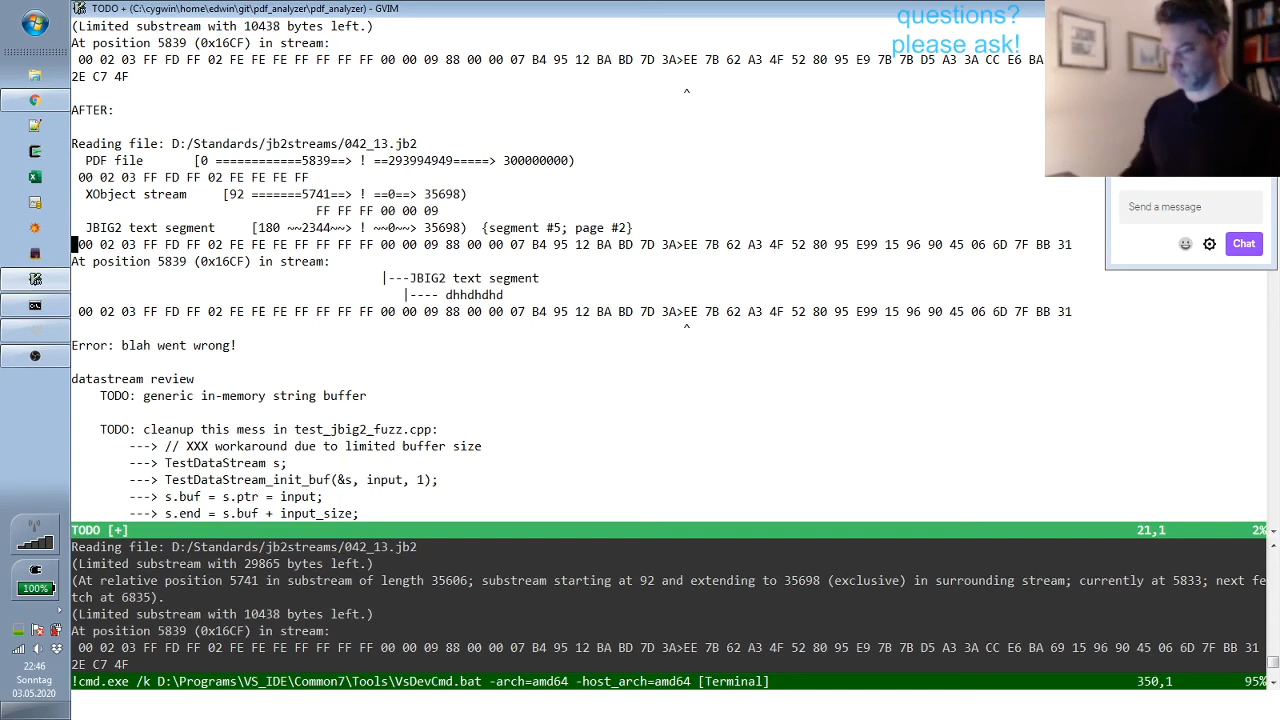 TODO + (C:\cygwin\home\edwin\git\pdf_analyzer\pdf_analyzer) - GVIM
questions?
please ask!
(Limited substream with 10438 bytes left.)
At position 5839 (0x16CF) in stream:
00 02 03 FF FD FF 02 FE FE FE FF FF FF FF 00 00 09 88 00 00 07 B4 95 12 BA BD 7D 3A>EE 7B 62 A3 4F 52 80 95 E9 7B 7B D5 A3 3A CC E6 BA
2E C7 4F
^
AFTER:
Reading file: D:/Standards/jb2streams/042_13.jb2
PDF file [0 ============5839==> ! ==293994949=====> 300000000)
00 02 03 FF FD FF 02 FE FE FE FF
XObject stream [92 =======5741==> ! ==0==> 35698)
FF FF FF 00 00 09
JBIG2 text segment [180 ~~2344~~> ! ~~0~~> 35698) {segment #5; page #2}
00 02 03 FF FD FF 02 FE FE FE FF FF FF FF 00 00 09 88 00 00 07 B4 95 12 BA BD 7D 3A>EE 7B 62 A3 4F 52 80 95 E99 15 96 90 45 06 6D 7F BB 31
At position 5839 (0x16CF) in stream:
|---JBIG2 text segment
|---- dhhdhdhd
00 02 03 FF FD FF 02 FE FE FE FF FF FF FF 00 00 09 88 00 00 07 B4 95 12 BA BD 7D 3A>EE 7B 62 A3 4F 52 80 95 E99 15 96 90 45 06 6D 7F BB 31
^
Error: blah went wrong!
datastream review
TODO: generic in-memory string buffer
TODO: cleanup this mess in test_jbig2_fuzz.cpp:
---> // XXX workaround due to limited buffer size
---> TestDataStream s;
---> TestDataStream_init_buf(&s, input, 1);
---> s.buf = s.ptr = input;
---> s.end = s.buf + input_size;
TODO [+] 21,1 2%
Reading file: D:/Standards/jb2streams/042_13.jb2
(Limited substream with 29865 bytes left.)
(At relative position 5741 in substream of length 35606; substream starting at 92 and extending to 35698 (exclusive) in surrounding stream; currently at 5833; next fe
tch at 6835).
(Limited substream with 10438 bytes left.)
At position 5839 (0x16CF) in stream:
00 02 03 FF FD FF 02 FE FE FE FF FF FF FF 00 00 09 88 00 00 07 B4 95 12 BA BD 7D 3A>EE 7B 62 A3 4F 52 80 95 E9 7B 7B D5 A3 3A CC E6 BA 69 15 96 90 45 06 6D 7F BB 31
2E C7 4F
!cmd.exe /k D:\Programs\VS_IDE\Common7\Tools\VsDevCmd.bat -arch=amd64 -host_arch=amd64 [Terminal] 350,1 95%
Send a message
Chat
100%
22:46
Sonntag
03.05.2020